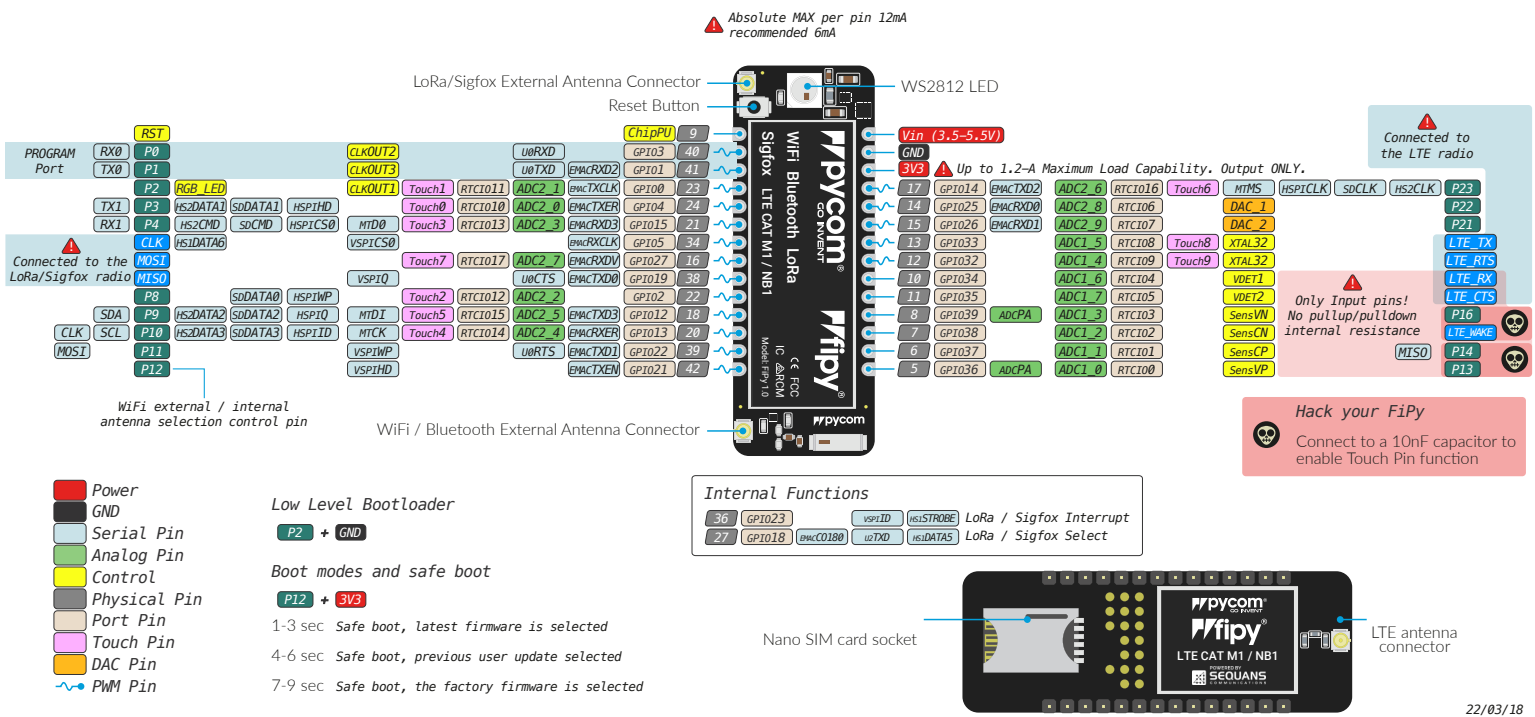 Absolute MAX per pin 12mA
recommended 6mA
LoRa/Sigfox External Antenna Connector
WS2812 LED
Reset Button
RST ChipPU 9
Vin (3.5–5.5V)
PROGRAM
Port
RX0 P0 CLKOUT2 U0RXD GPIO3 40
GND
TX0 P1 CLKOUT3 U0TXD EMACRXD2 GPIO1 41
3V3 Up to 1.2–A Maximum Load Capability. Output ONLY.
Connected to
the LTE radio
P2 RGB_LED CLKOUT1 Touch1 RTCIO11 ADC2_1 EMACTXCLK GPIO0 23
17 GPIO14 EMACTXD2 ADC2_6 RTCIO16 Touch6 MTMS HSPICLK SDCLK HS2CLK P23
TX1 P3 HS2DATA1 SDDATA1 HSPIHD Touch0 RTCIO10 ADC2_0 EMACTXER GPIO4 24
14 GPIO25 EMACRXD0 ADC2_8 RTCIO6 DAC_1 P22
RX1 P4 HS2CMD SDCMD HSPICS0 MTD0 Touch3 RTCIO13 ADC2_3 EMACRXD3 GPIO15 21
15 GPIO26 EMACRXD1 ADC2_9 RTCIO7 DAC_2 P21
Connected to the
LoRa/Sigfox radio
CLK HS1DATA6 VSPICS0 EMACRXCLK GPIO5 34
13 GPIO33 ADC1_5 RTCIO8 Touch8 XTAL32 LTE_TX
MOSI Touch7 RTCIO17 ADC2_7 EMACRXDV GPIO27 16
12 GPIO32 ADC1_4 RTCIO9 Touch9 XTAL32 LTE_RTS
MISO VSPIQ U0CTS EMACTXD0 GPIO19 38
10 GPIO34 ADC1_6 RTCIO4 VDET1 LTE_RX
P8 SDDATA0 HSPIWP Touch2 RTCIO12 ADC2_2 GPIO2 22
11 GPIO35 ADC1_7 RTCIO5 VDET2 LTE_CTS
SDA P9 HS2DATA2 SDDATA2 HSPIQ MTDI Touch5 RTCIO15 ADC2_5 EMACTXD3 GPIO12 18
8 GPIO39 ADCPA ADC1_3 RTCIO3 SensVN P16
CLK SCL P10 HS2DATA3 SDDATA3 HSPIID MTCK Touch4 RTCIO14 ADC2_4 EMACRXER GPIO13 20
7 GPIO38 ADC1_2 RTCIO2 SensCN LTE_WAKE
MOSI P11 VSPIWP U0RTS EMACTXD1 GPIO22 39
6 GPIO37 ADC1_1 RTCIO1 SensCP MISO P14
P12 VSPIHD EMACTXEN GPIO21 42
5 GPIO36 ADCPA ADC1_0 RTCIO0 SensVP P13
Only Input pins!
No pullup/pulldown
internal resistance
pycom®
GO INVENT
WiFi Bluetooth LoRa
Sigfox LTE CAT M1 / NB1
fipy®
CE FCC
IC RCM
Model: FiPy 1.0
pycom
WiFi external / internal
antenna selection control pin
WiFi / Bluetooth External Antenna Connector
Hack your FiPy
Connect to a 10nF capacitor to
enable Touch Pin function
Power
GND
Serial Pin
Analog Pin
Control
Physical Pin
Port Pin
Touch Pin
DAC Pin
PWM Pin
Low Level Bootloader
P2 + GND
Boot modes and safe boot
P12 + 3V3
1-3 sec Safe boot, latest firmware is selected
4-6 sec Safe boot, previous user update selected
7-9 sec Safe boot, the factory firmware is selected
Internal Functions
36 GPIO23 VSPIID HS1STROBE LoRa / Sigfox Interrupt
27 GPIO18 EMACCO180 U2TXD HS1DATA5 LoRa / Sigfox Select
Nano SIM card socket
pycom®
GO INVENT
fipy®
LTE CAT M1 / NB1
POWERED BY
SEQUANS
COMMUNICATIONS
LTE antenna
connector
22/03/18